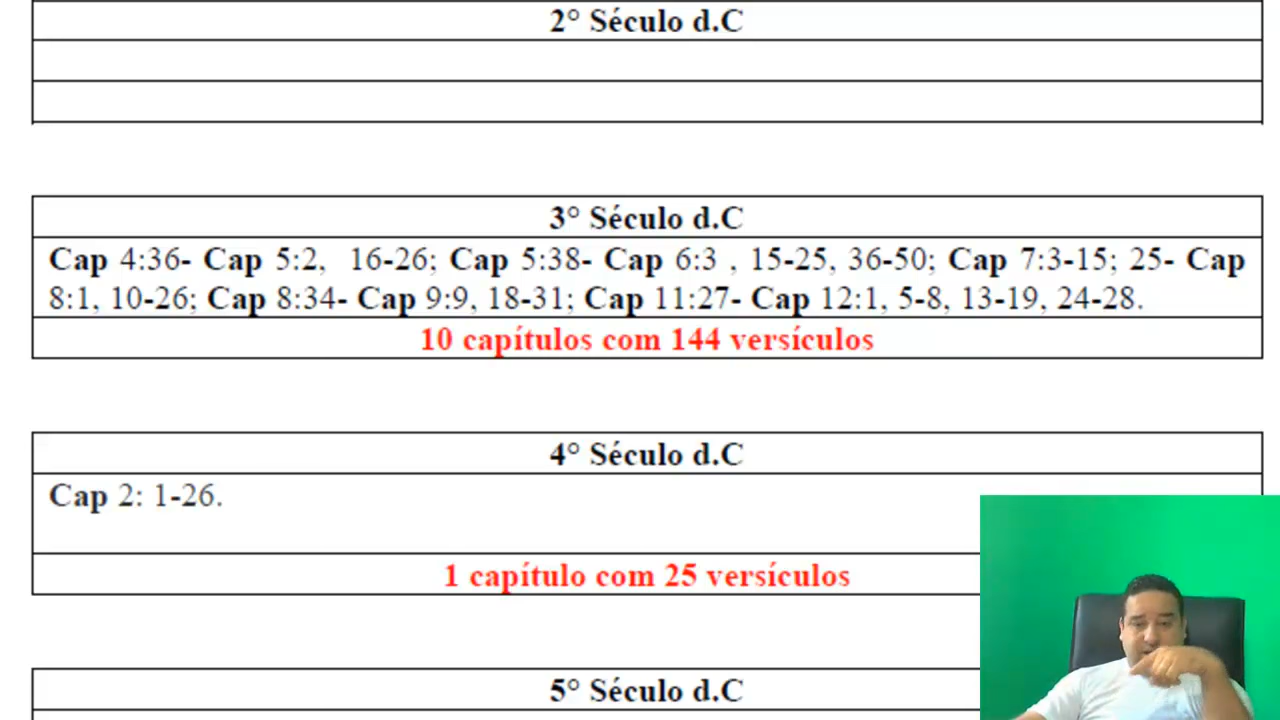 2° Século d.C
3° Século d.C
Cap 4:36- Cap 5:2, 16-26; Cap 5:38- Cap 6:3 , 15-25, 36-50; Cap 7:3-15; 25- Cap
8:1, 10-26; Cap 8:34- Cap 9:9, 18-31; Cap 11:27- Cap 12:1, 5-8, 13-19, 24-28.
10 capítulos com 144 versículos
4° Século d.C
Cap 2: 1-26.
1 capítulo com 25 versículos
5° Século d.C